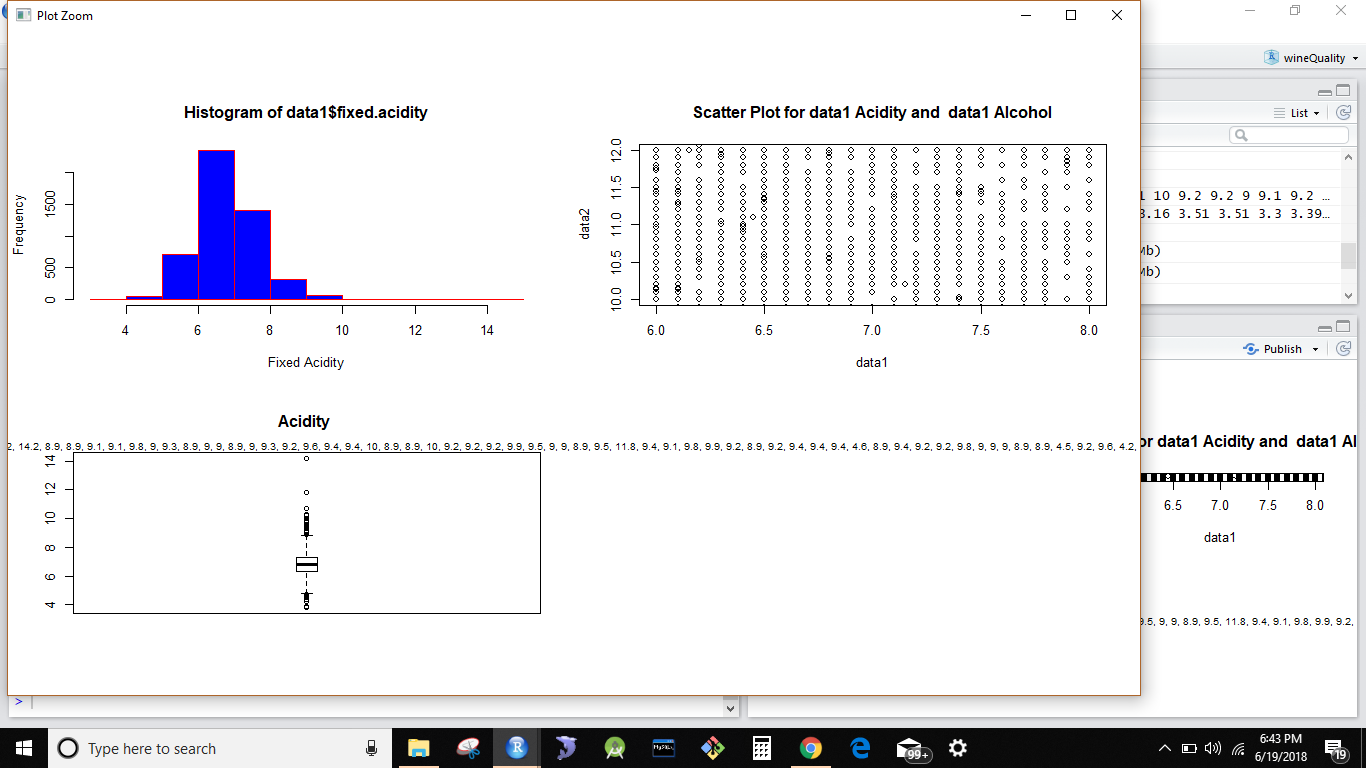 Plot Zoom
wineQuality
List
Histogram of data1$fixed.acidity
Scatter Plot for data1 Acidity and data1 Alcohol
Frequency
0 500 1500
4 6 8 10 12 14
Fixed Acidity
data2
10.0 10.5 11.0 11.5 12.0
6.0 6.5 7.0 7.5 8.0
data1
10 9.2 9.2 9 9.1 9.2 ...
3.16 3.51 3.51 3.3 3.39...
Mb)
Mb)
Publish
Acidity
2, 14.2, 8.9, 8.9, 9.1, 9.1, 9.8, 9, 9.3, 8.9, 9, 9, 8.9, 9, 9.3, 9.2, 9.6, 9.4, 9.4, 10, 8.9, 8.9, 10, 9.2, 9.2, 9.2, 9.9, 9.5, 9, 9, 8.9, 9.5, 11.8, 9.4, 9.1, 9.8, 9.9, 9.2, 8.9, 9.2, 9.4, 9.4, 9.4, 4.6, 8.9, 9.4, 9.2, 9.2, 9.8, 9, 9, 9, 8.9, 8.9, 4.5, 9.2, 9.6, 4.2,
4 6 8 10 12 14
or data1 Acidity and data1 Al
6.5 7.0 7.5 8.0
data1
9.5, 9, 9, 8.9, 9.5, 11.8, 9.4, 9.1, 9.8, 9.9, 9.2,
>
Type here to search
MySQL
99+
6:43 PM
6/19/2018
19